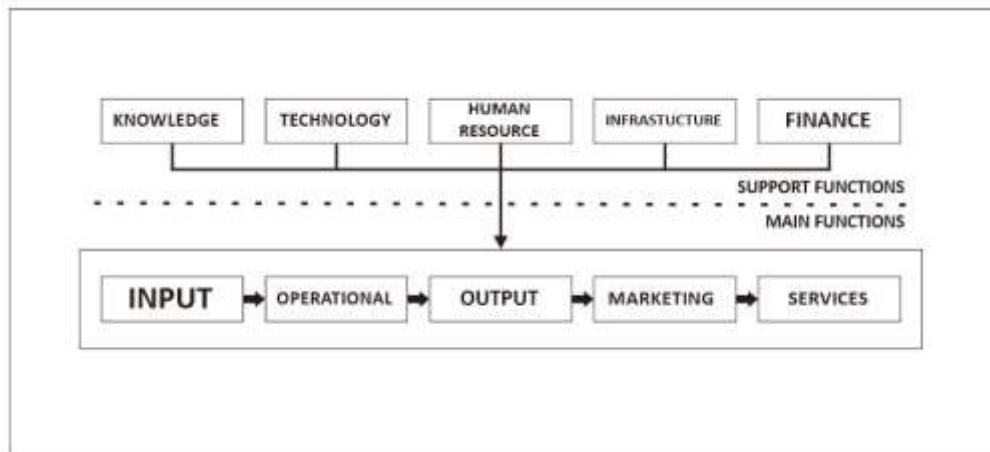 KNOWLEDGE
TECHNOLOGY
HUMAN
RESOURCE
INFRASTUCTURE
FINANCE
SUPPORT FUNCTIONS
MAIN FUNCTIONS
INPUT
OPERATIONAL
OUTPUT
MARKETING
SERVICES